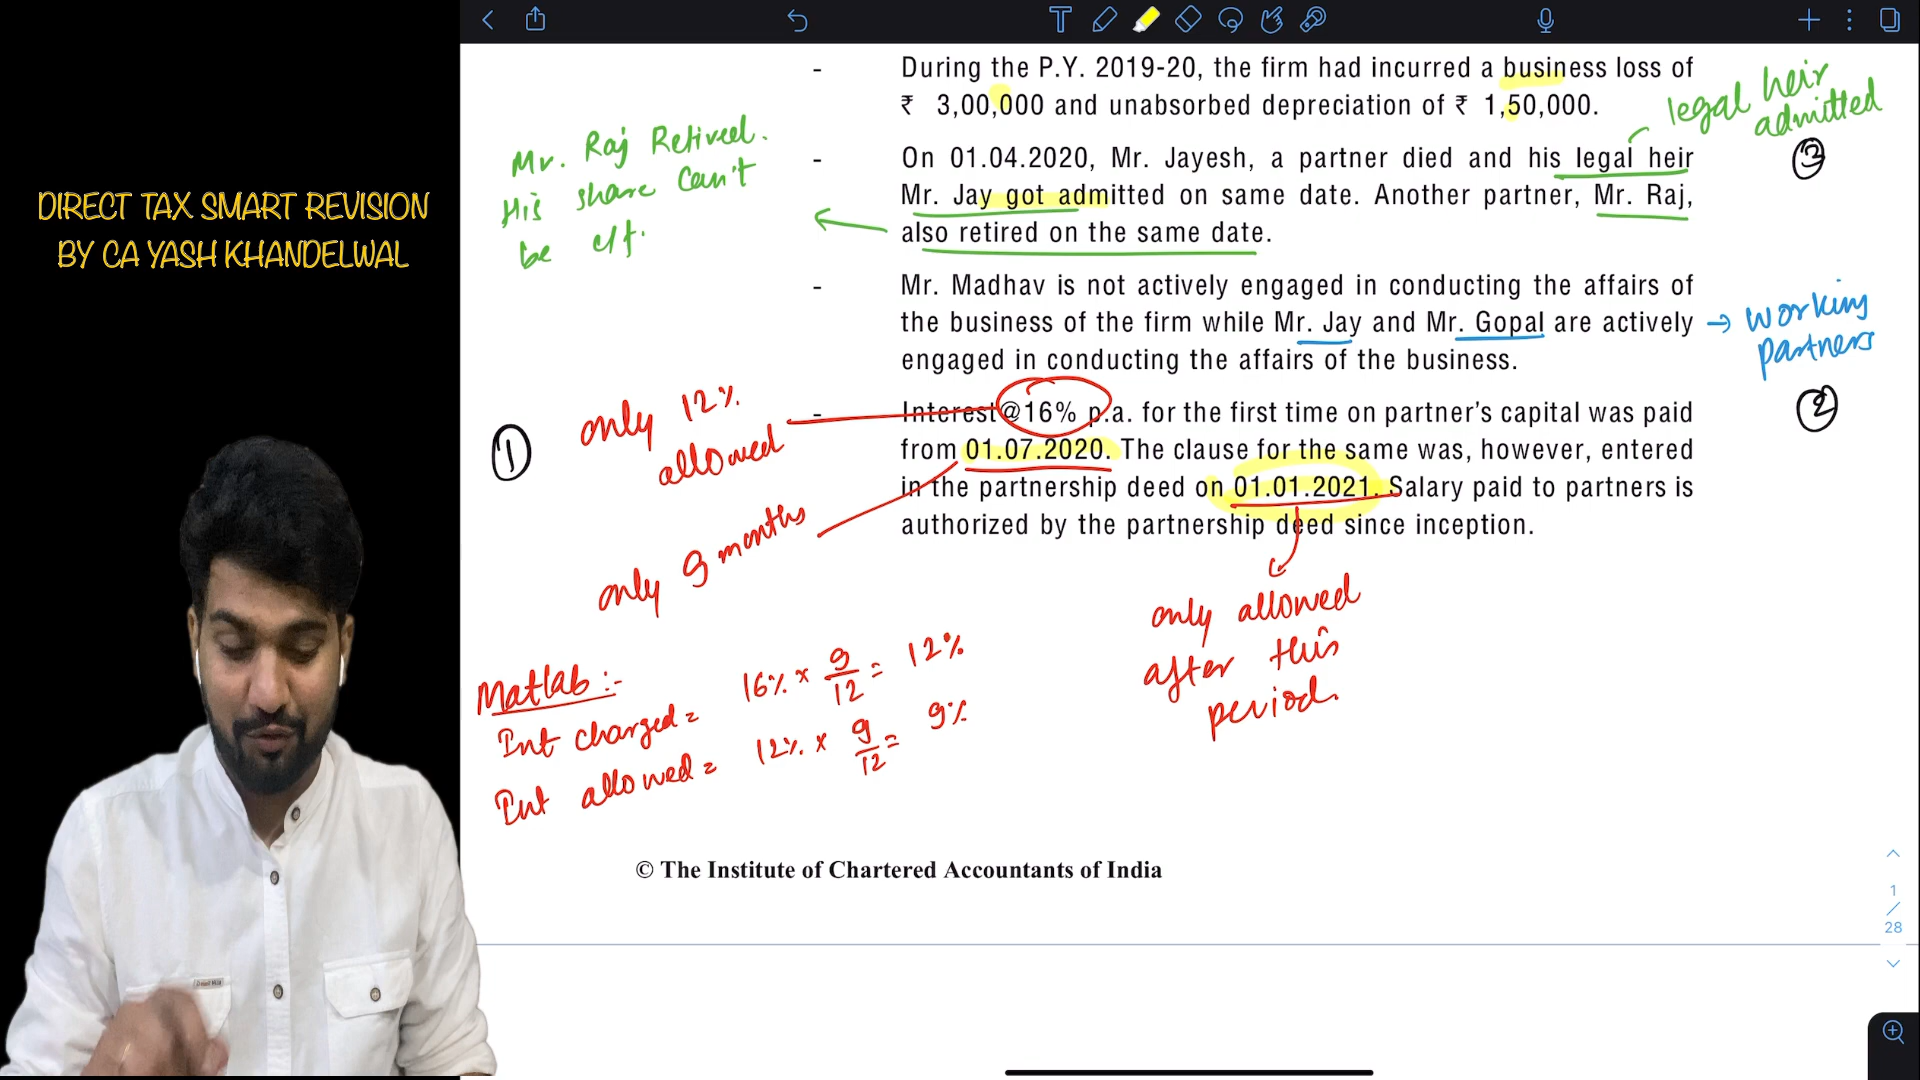 DIRECT TAX SMART REVISION
BY CA YASH KHANDELWAL
- During the P.Y. 2019-20, the firm had incurred a business loss of
₹ 3,00,000 and unabsorbed depreciation of ₹ 1,50,000.
legal heir
admitted
③
Mr. Raj Retired.
His share can't
be c/f.
- On 01.04.2020, Mr. Jayesh, a partner died and his legal heir
Mr. Jay got admitted on same date. Another partner, Mr. Raj,
also retired on the same date.
- Mr. Madhav is not actively engaged in conducting the affairs of
the business of the firm while Mr. Jay and Mr. Gopal are actively
engaged in conducting the affairs of the business.
→ working
partners
②
① only 12%
allowed
- Interest @16% p.a. for the first time on partner's capital was paid
from 01.07.2020. The clause for the same was, however, entered
in the partnership deed on 01.01.2021. Salary paid to partners is
authorized by the partnership deed since inception.
only 9 months
only allowed
after this
period.
Matlab :-
Int charged = 16% × 9/12 = 12%
Int allowed = 12% × 9/12 = 9%
© The Institute of Chartered Accountants of India
1
/
28